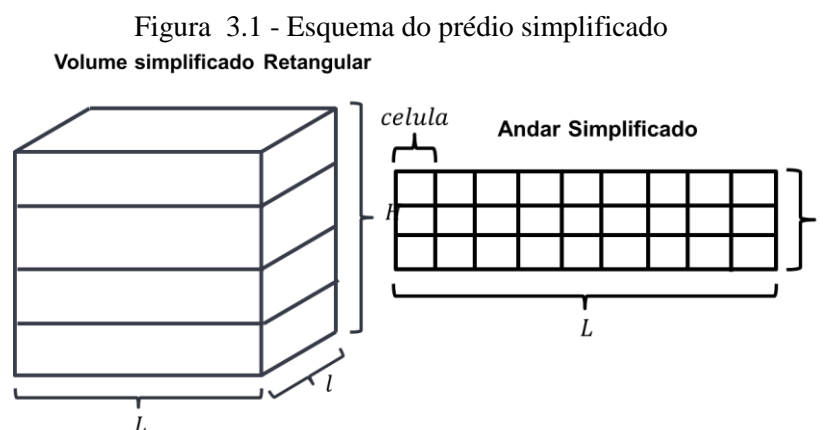 Figura 3.1 - Esquema do prédio simplificado
Volume simplificado Retangular
celula
Andar Simplificado
H
L
l
L